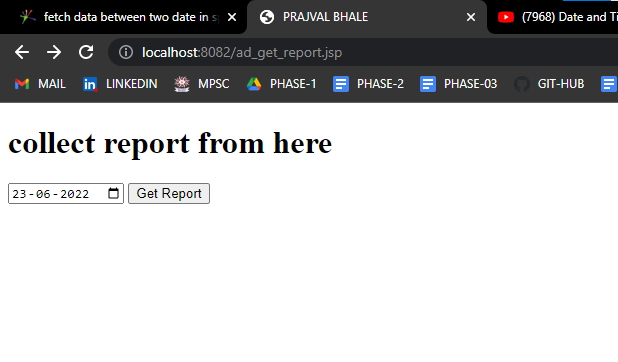 fetch data between two date in s
PRAJVAL BHALE
(7968) Date and Ti
localhost:8082/ad_get_report.jsp
MAIL
LINKEDIN
MPSC
PHASE-1
PHASE-2
PHASE-03
GIT-HUB
collect report from here
23-06-2022
Get Report